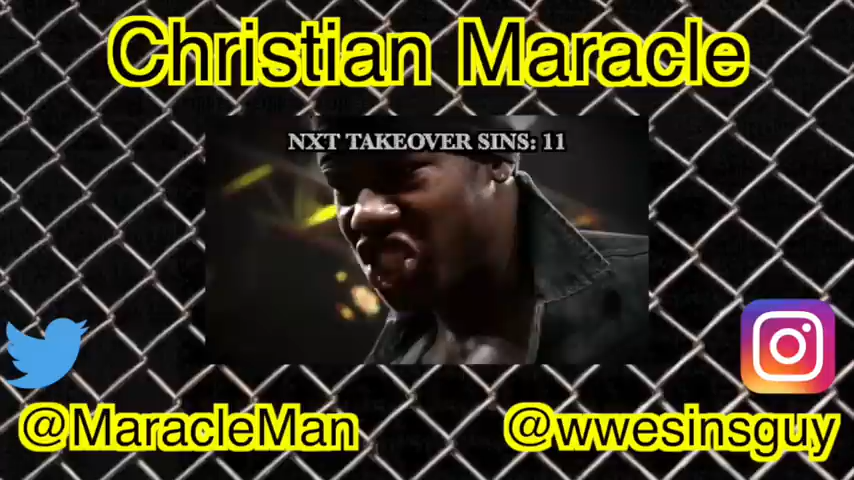 Christian Maracle
NXT TAKEOVER SINS: 11
@MaracleMan
@wwesinsguy